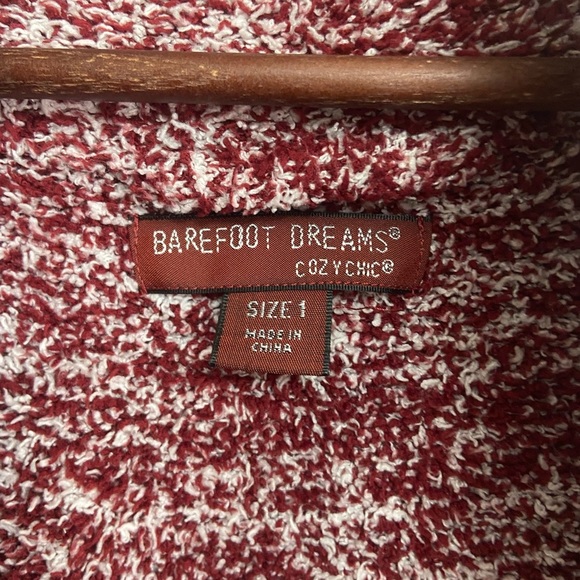 BAREFOOT DREAMS®
COZYCHIC®
SIZE 1
MADE IN
CHINA